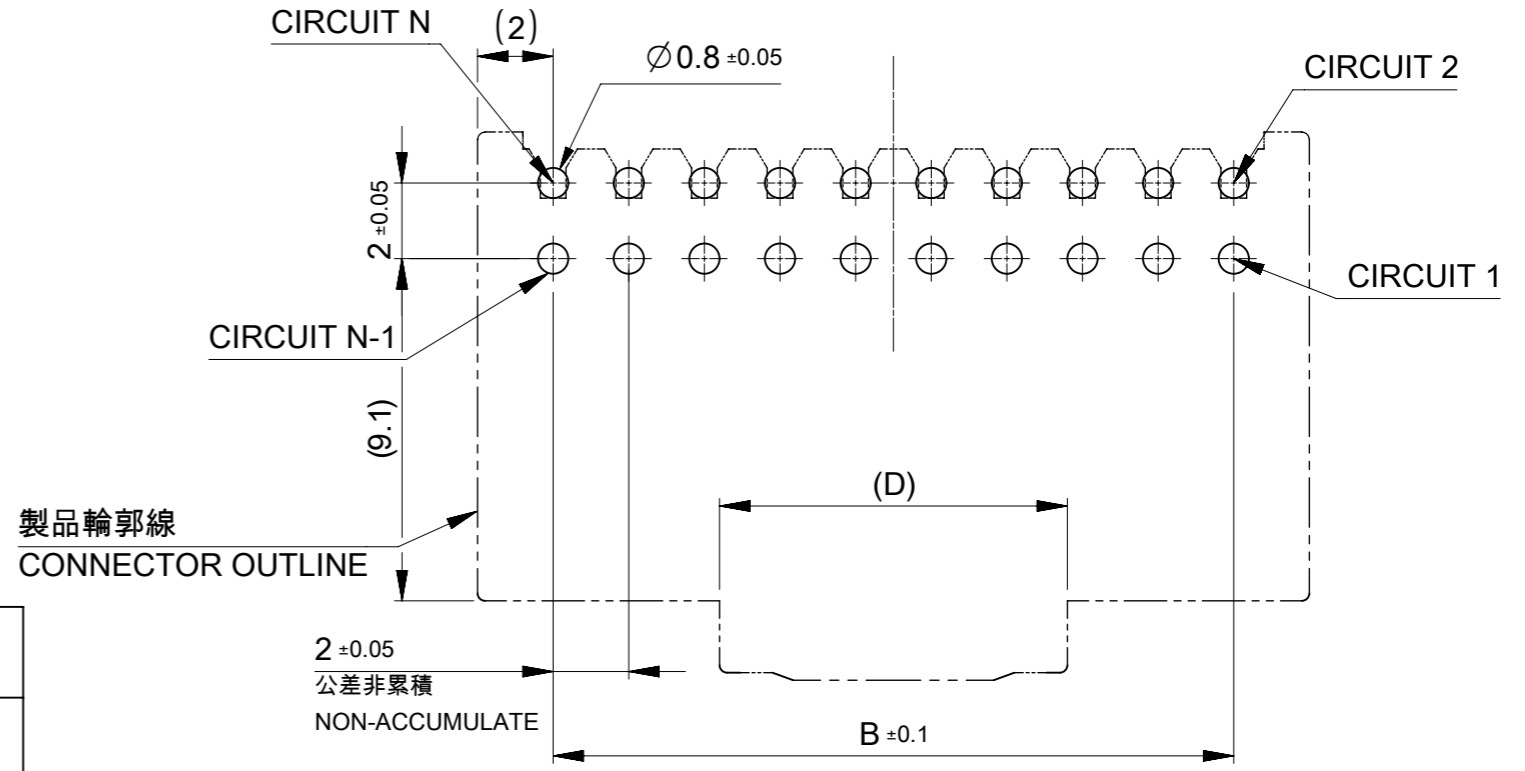 CIRCUIT N
(2)
Ø0.8 ±0.05
CIRCUIT 2
2 ±0.05
CIRCUIT 1
CIRCUIT N-1
(9.1)
(D)
製品輪郭線
CONNECTOR OUTLINE
2 ±0.05
公差非累積
NON-ACCUMULATE
B ±0.1